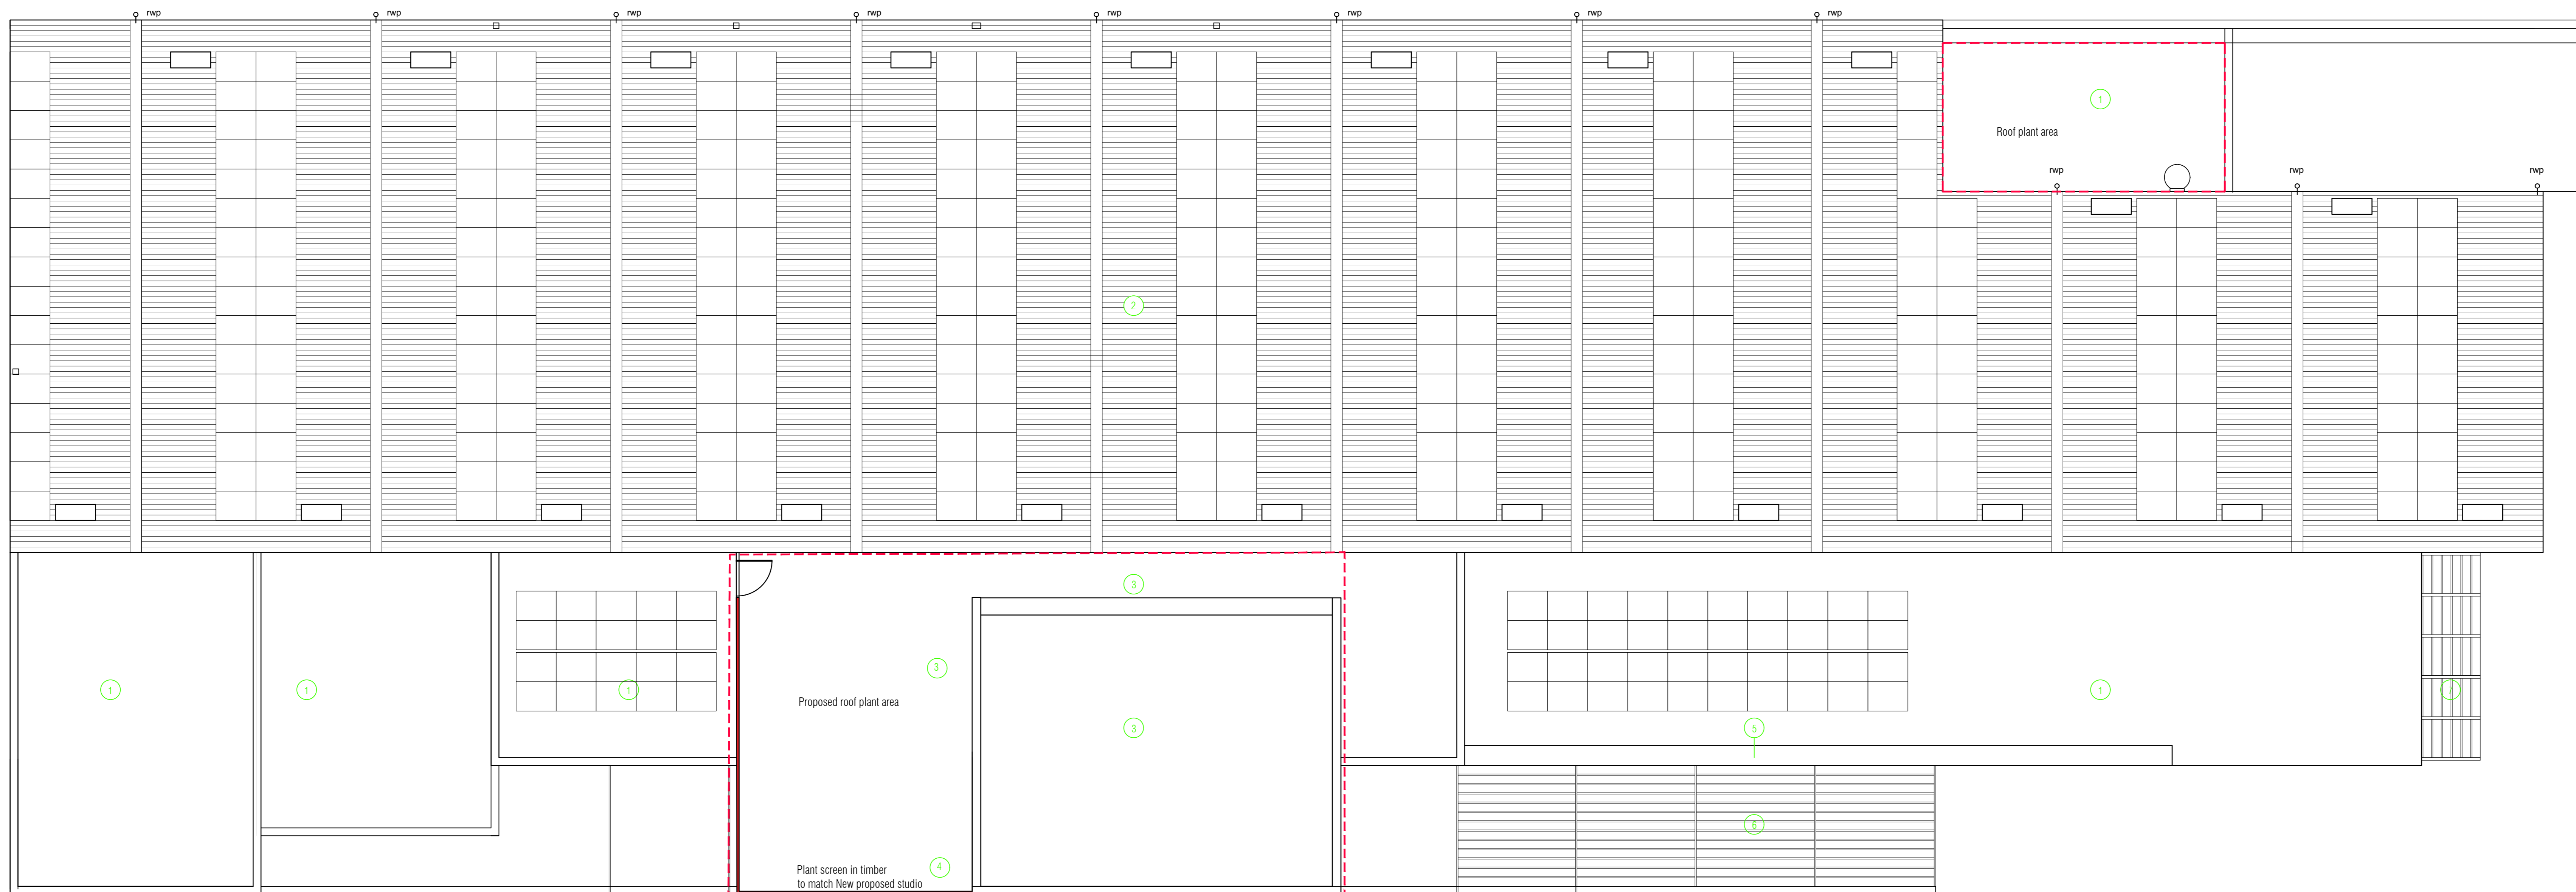 rwp
rwp
rwp
rwp
rwp
rwp
rwp
rwp
1
Roof plant area
rwp
rwp
rwp
2
3
3
Proposed roof plant area
1
1
1
3
1
5
6
4
Plant screen in timber
to match New proposed studio